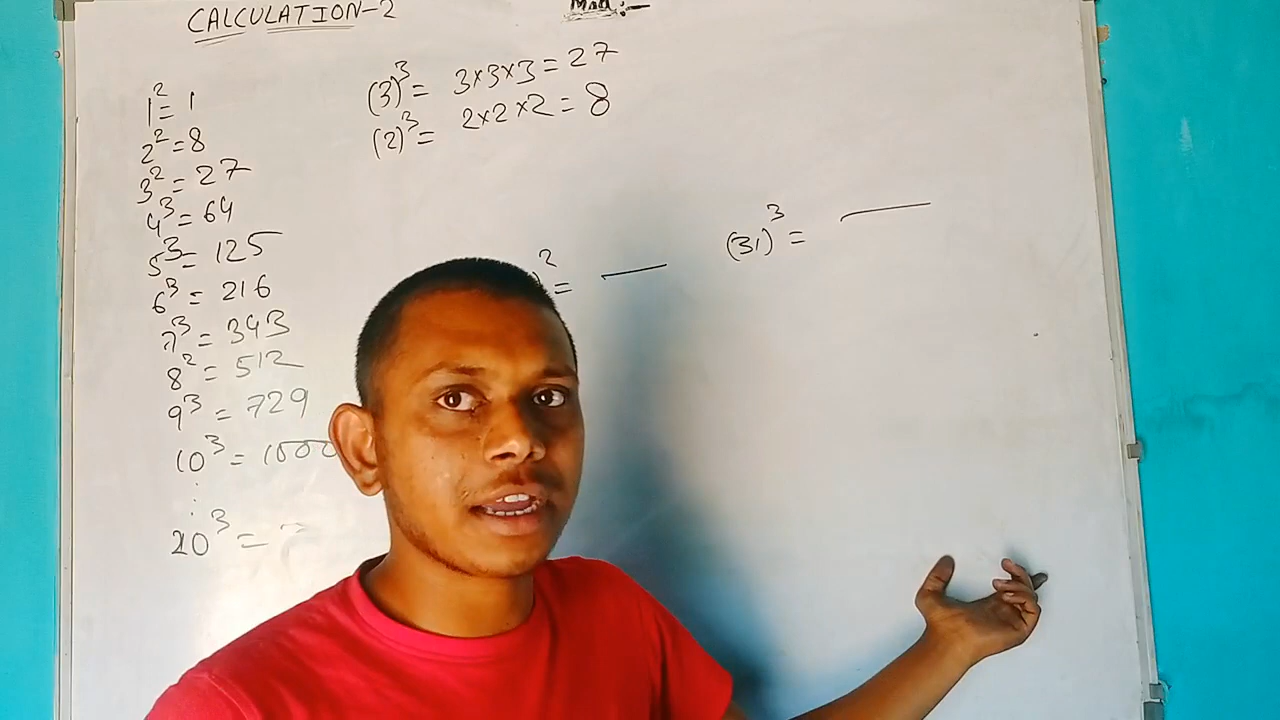 CALCULATION-2
1² = 1
2² = 8
3² = 27
4³ = 64
5³ = 125
6³ = 216
7³ = 343
8² = 512
9³ = 729
10³ = 1000
:
20³ =
(3)³ = 3×3×3 = 27
(2)³ = 2×2×2 = 8
)² = —
(31)³ = —